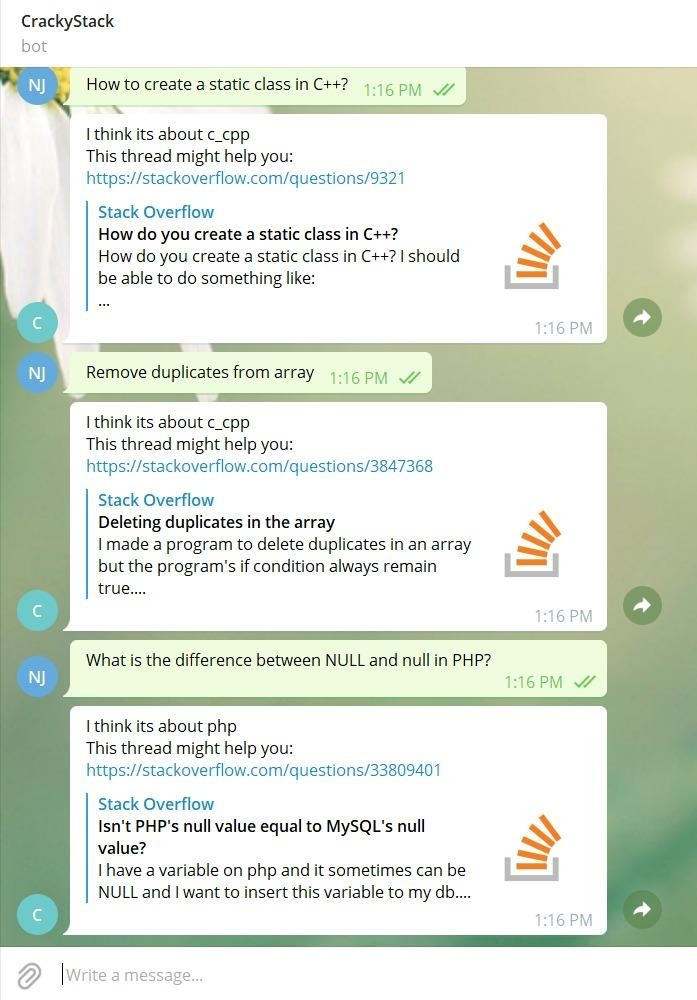 CrackyStack
bot
NJ
How to create a static class in C++? 1:16 PM
I think its about c_cpp
This thread might help you:
https://stackoverflow.com/questions/9321
Stack Overflow
How do you create a static class in C++?
How do you create a static class in C++? I should
be able to do something like:
...
C
1:16 PM
NJ
Remove duplicates from array 1:16 PM
I think its about c_cpp
This thread might help you:
https://stackoverflow.com/questions/3847368
Stack Overflow
Deleting duplicates in the array
I made a program to delete duplicates in an array
but the program's if condition always remain
true....
C
1:16 PM
NJ
What is the difference between NULL and null in PHP?
1:16 PM
I think its about php
This thread might help you:
https://stackoverflow.com/questions/33809401
Stack Overflow
Isn't PHP's null value equal to MySQL's null
value?
I have a variable on php and it sometimes can be
NULL and I want to insert this variable to my db....
C
1:16 PM
Write a message...